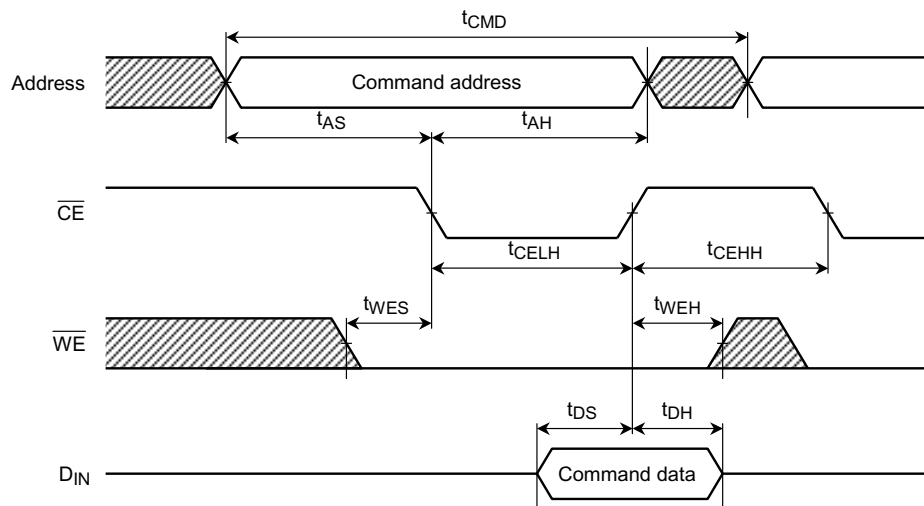 tCMD
Address
Command address
tAS
tAH
CE
tCELH
tCEHH
tWES
tWEH
WE
tDS
tDH
DIN
Command data